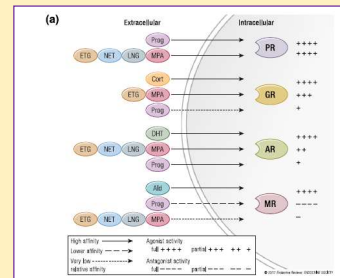 (a)
Extracellular
Intracellular
Prog
PR
++++
ETG NET LNG MPA
++++
Cort
++++
ETG MPA
GR
+++
Prog
+
DHT
++++
ETG NET LNG MPA
AR
++
Prog
+
Aldo
++++
Prog
MR
– – – –
ETG NET LNG MPA
–
High affinity
Agonist activity
full ++++ partial +++ ++ +
Lower affinity
Very low
Antagonist activity
relative affinity
full – – – – partial – – – – – –